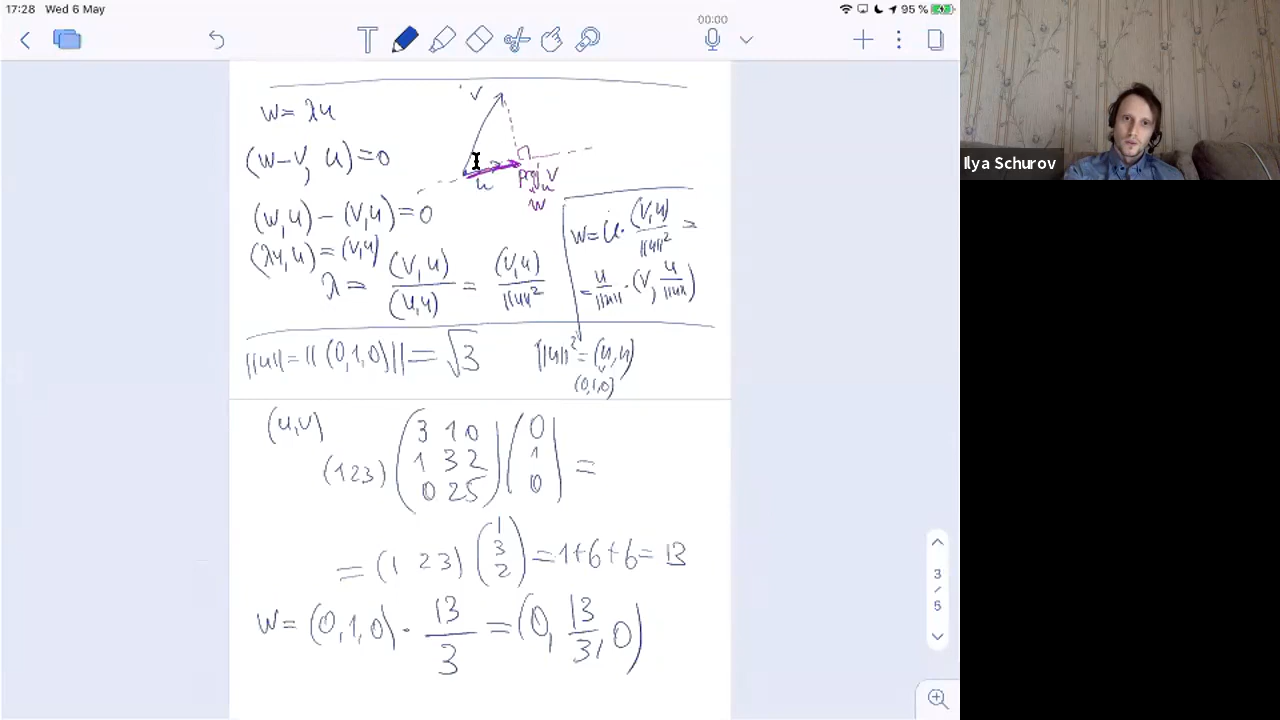 17:28 Wed 6 May
95 %
00:00
T
Ilya Schurov
w = λu
v
(w-v, u) = 0
u
proj_u v
w
(w,u) - (v,u) = 0
(λu,u) = (v,u)
λ = (v,u)/(u,u) = (v,u)/||u||²
w = u · (v,u)/||u||² =
= u/||u|| · (v, u/||u||)
||u|| = ||(0,1,0)|| = √3
||u||² = (u,u)
(0,1,0)
(u,v)
(1 2 3) (3 1 0 (0
1 3 2 1
0 2 5) 0) =
= (1 2 3) (1
3
2) = 1+6+6 = 13
w = (0,1,0) · 13/3 = (0, 13/3, 0)
3
/
5